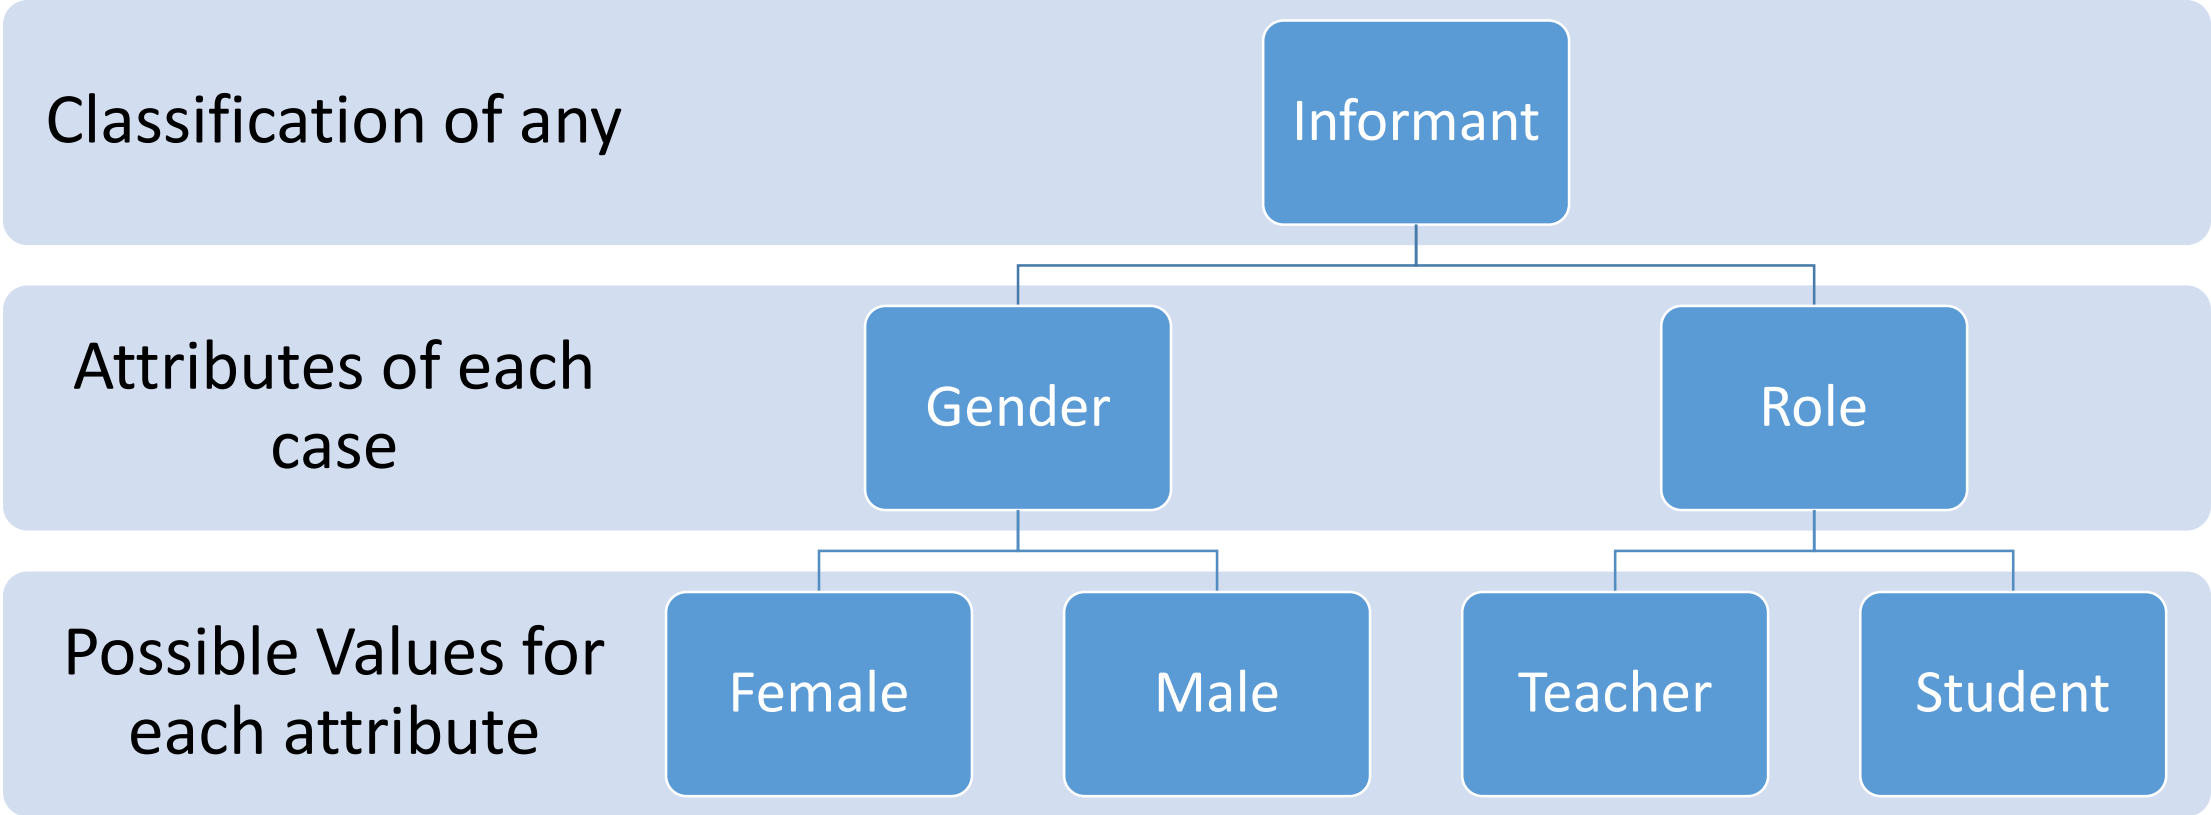 Classification of any
Informant
Attributes of each
case
Gender
Role
Possible Values for
each attribute
Female
Male
Teacher
Student